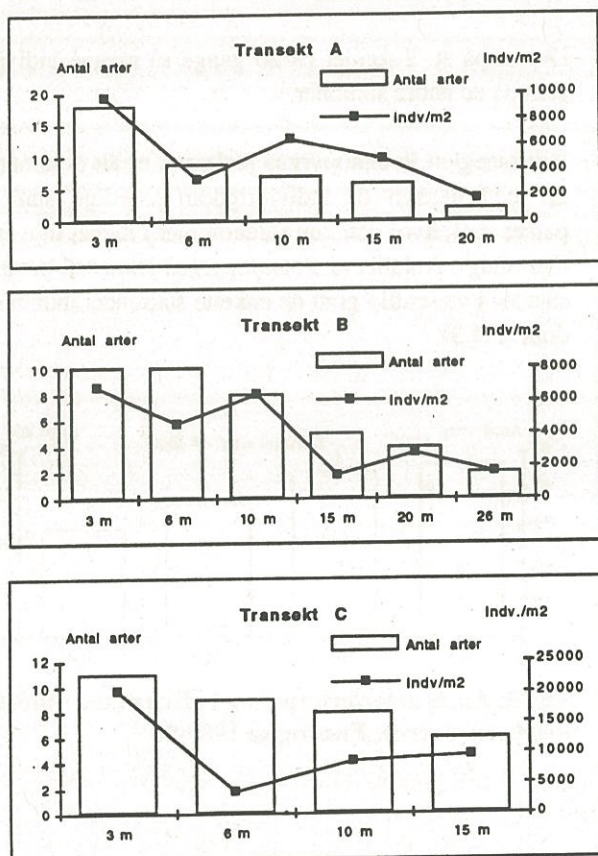 Transekt A
Antal arter
Indv/m2
Antal arter
Indv/m2
20
15
10
5
0
10000
8000
6000
4000
2000
0
3 m 6 m 10 m 15 m 20 m
Transekt B
Antal arter
Indv/m2
Antal arter
Indv/m2
10
8
6
4
2
0
8000
6000
4000
2000
0
3 m 6 m 10 m 15 m 20 m 26m
Transekt C
Antal arter
Indv./m2
Antal arter
Indv/m2
12
10
8
6
4
2
0
25000
20000
15000
10000
5000
0
3 m 6 m 10 m 15 m